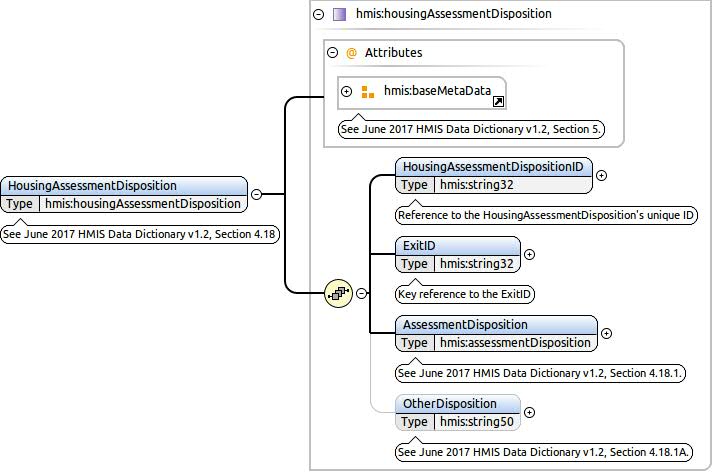 hmis:housingAssessmentDisposition
@ Attributes
hmis:baseMetaData
See June 2017 HMIS Data Dictionary v1.2, Section 5.
HousingAssessmentDisposition
Type hmis:housingAssessmentDisposition
See June 2017 HMIS Data Dictionary v1.2, Section 4.18
HousingAssessmentDispositionID
Type hmis:string32
Reference to the HousingAssessmentDisposition's unique ID
ExitID
Type hmis:string32
Key reference to the ExitID
AssessmentDisposition
Type hmis:assessmentDisposition
See June 2017 HMIS Data Dictionary v1.2, Section 4.18.1.
OtherDisposition
Type hmis:string50
See June 2017 HMIS Data Dictionary v1.2, Section 4.18.1A.